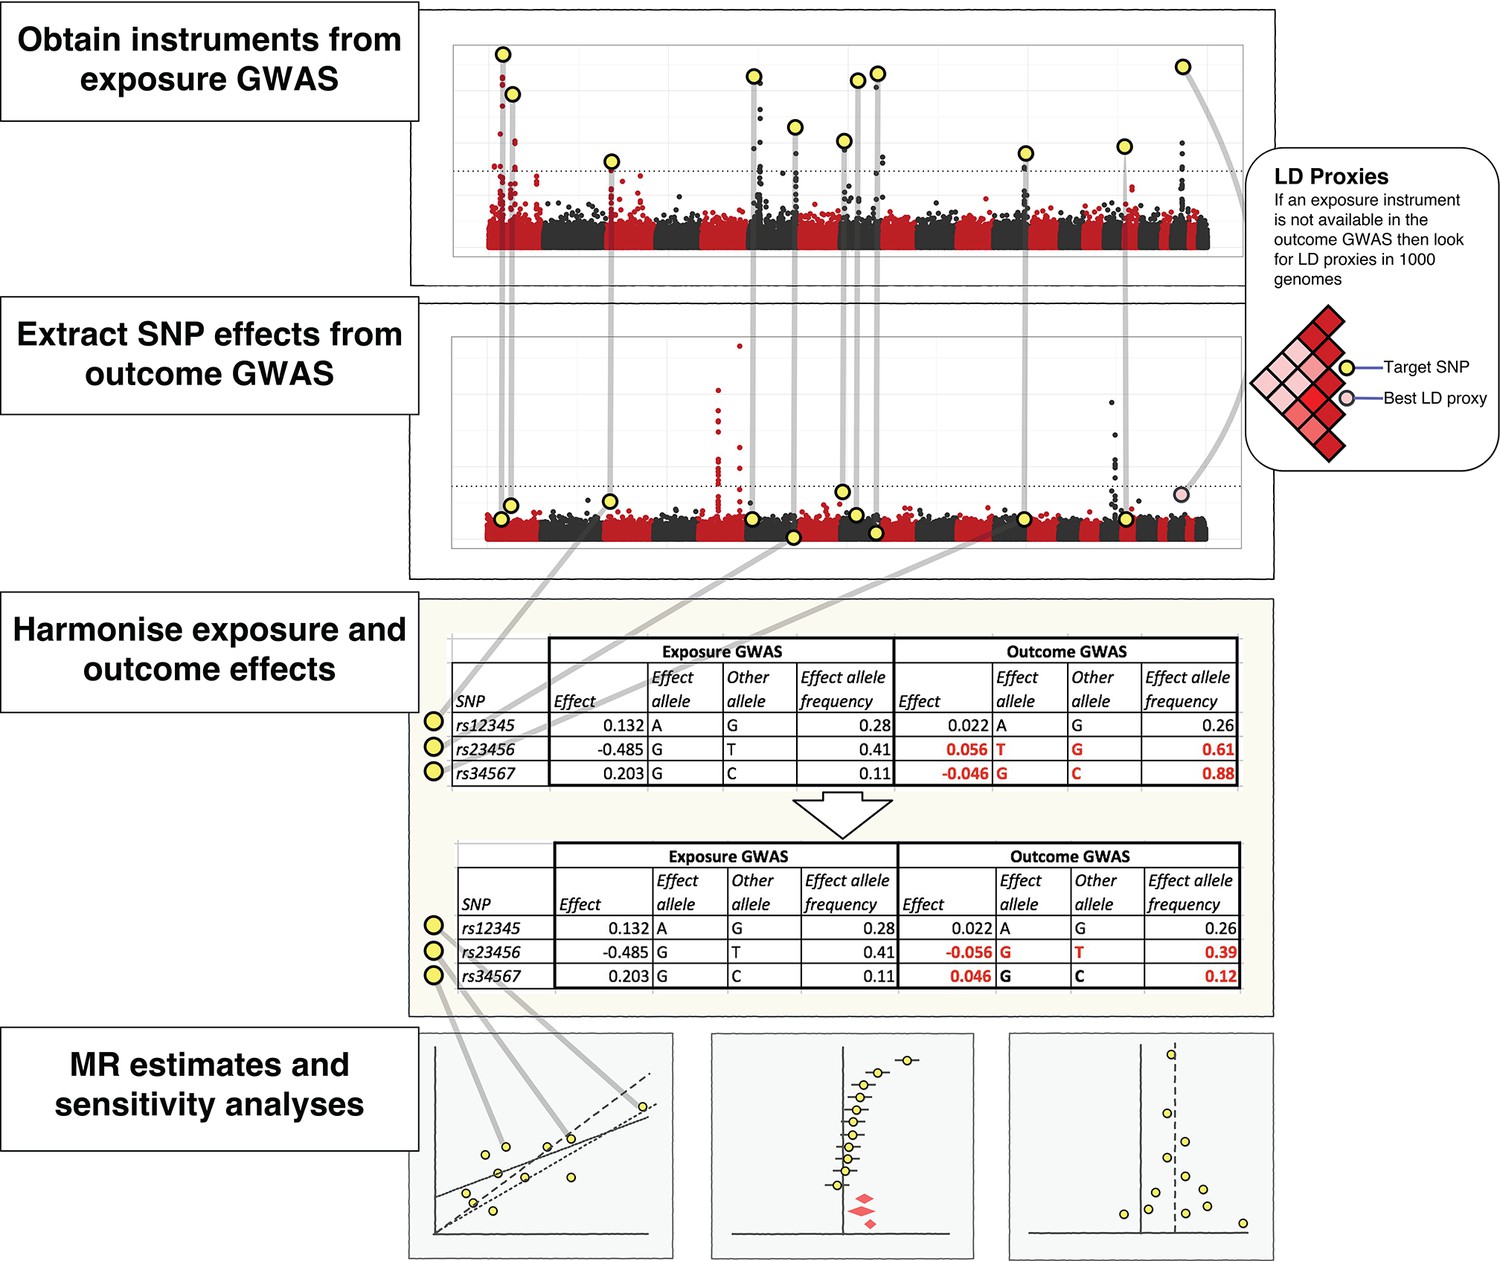 Obtain instruments from
exposure GWAS
LD Proxies
If an exposure instrument
is not available in the
outcome GWAS then look
for LD proxies in 1000
genomes
Target SNP
Best LD proxy
Extract SNP effects from
outcome GWAS
Harmonise exposure and
outcome effects
Exposure GWAS Outcome GWAS
Effect Other Effect allele Effect Other Effect allele
SNP Effect allele allele frequency Effect allele allele frequency
rs12345 0.132 A G 0.28 0.022 A G 0.26
rs23456 -0.485 G T 0.41 0.056 T G 0.61
rs34567 0.203 G C 0.11 -0.046 G C 0.88
Exposure GWAS Outcome GWAS
Effect Other Effect allele Effect Other Effect allele
SNP Effect allele allele frequency Effect allele allele frequency
rs12345 0.132 A G 0.28 0.022 A G 0.26
rs23456 -0.485 G T 0.41 -0.056 G T 0.39
rs34567 0.203 G C 0.11 0.046 G C 0.12
MR estimates and
sensitivity analyses